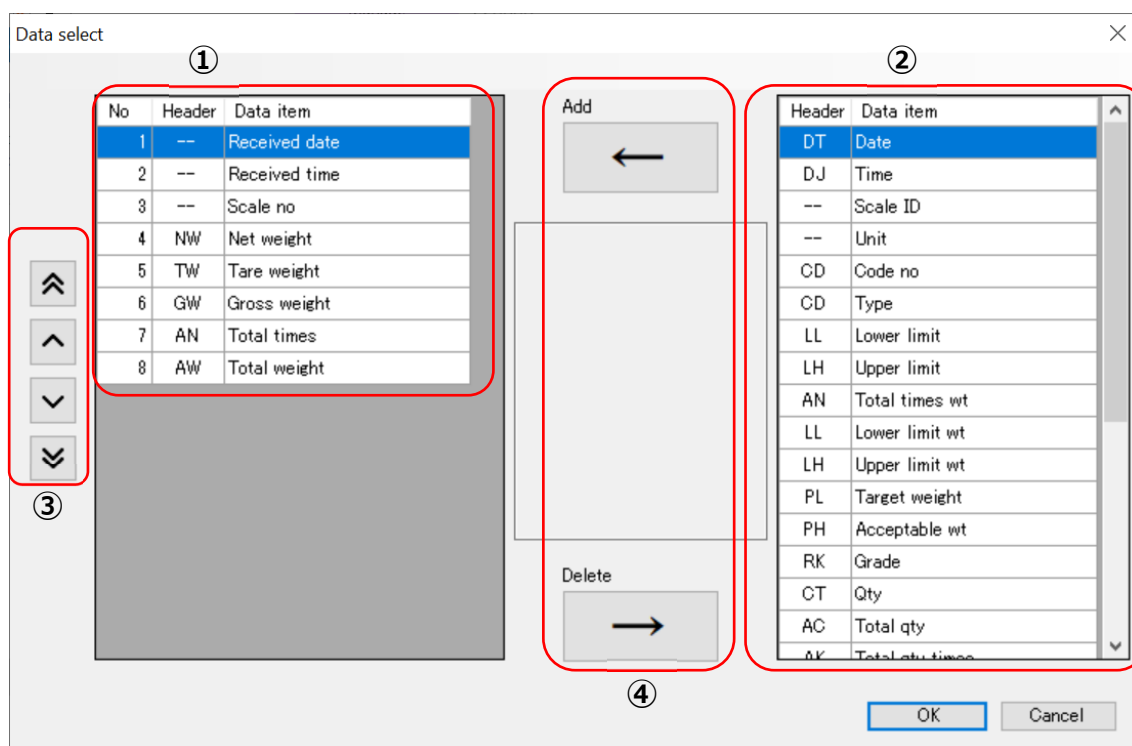 Data select
①
②
No Header Data item
1 -- Received date
2 -- Received time
3 -- Scale no
4 NW Net weight
5 TW Tare weight
6 GW Gross weight
7 AN Total times
8 AW Total weight
③
Add
←
Delete
→
④
Header Data item
DT Date
DJ Time
-- Scale ID
-- Unit
CD Code no
CD Type
LL Lower limit
LH Upper limit
AN Total times wt
LL Lower limit wt
LH Upper limit wt
PL Target weight
PH Acceptable wt
RK Grade
CT Qty
AC Total qty
AK Total qty times
OK Cancel